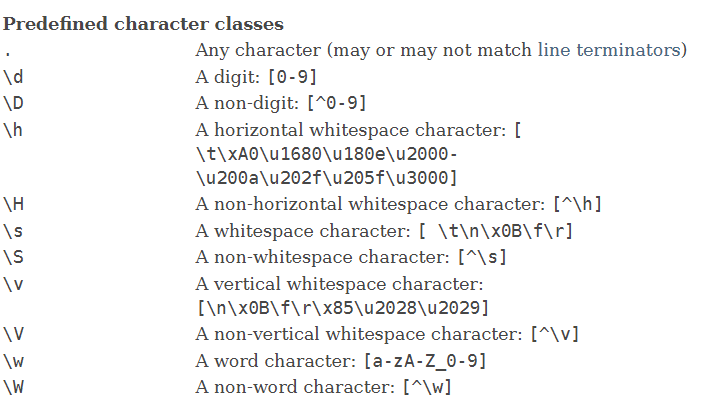 Predefined character classes
. Any character (may or may not match line terminators)
\d A digit: [0-9]
\D A non-digit: [^0-9]
\h A horizontal whitespace character: [
\t\xA0\u1680\u180e\u2000-
\u200a\u202f\u205f\u3000]
\H A non-horizontal whitespace character: [^\h]
\s A whitespace character: [ \t\n\x0B\f\r]
\S A non-whitespace character: [^\s]
\v A vertical whitespace character:
[\n\x0B\f\r\x85\u2028\u2029]
\V A non-vertical whitespace character: [^\v]
\w A word character: [a-zA-Z_0-9]
\W A non-word character: [^\w]